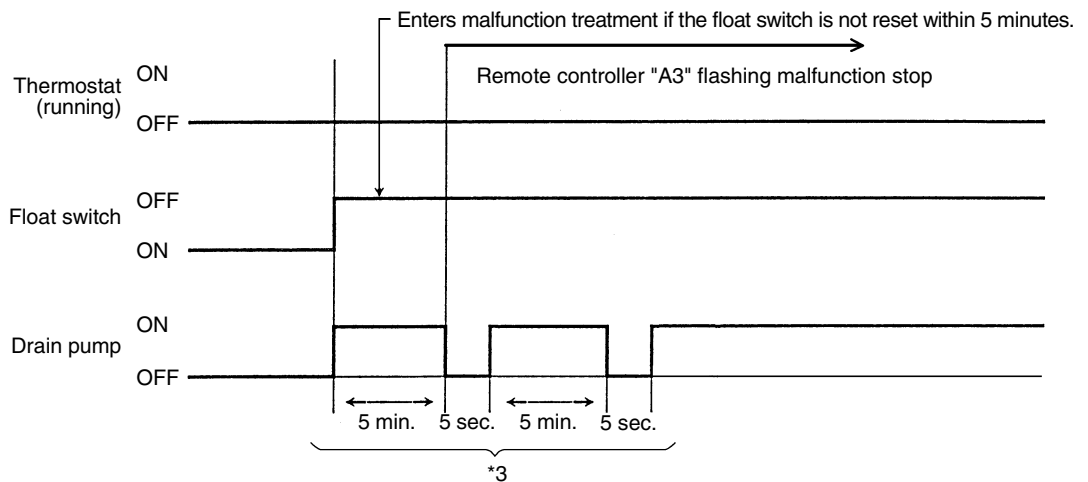 Enters malfunction treatment if the float switch is not reset within 5 minutes.
Remote controller "A3" flashing malfunction stop
Thermostat
(running)
ON
OFF
Float switch
OFF
ON
Drain pump
ON
OFF
5 min.
5 sec.
5 min.
5 sec.
*3